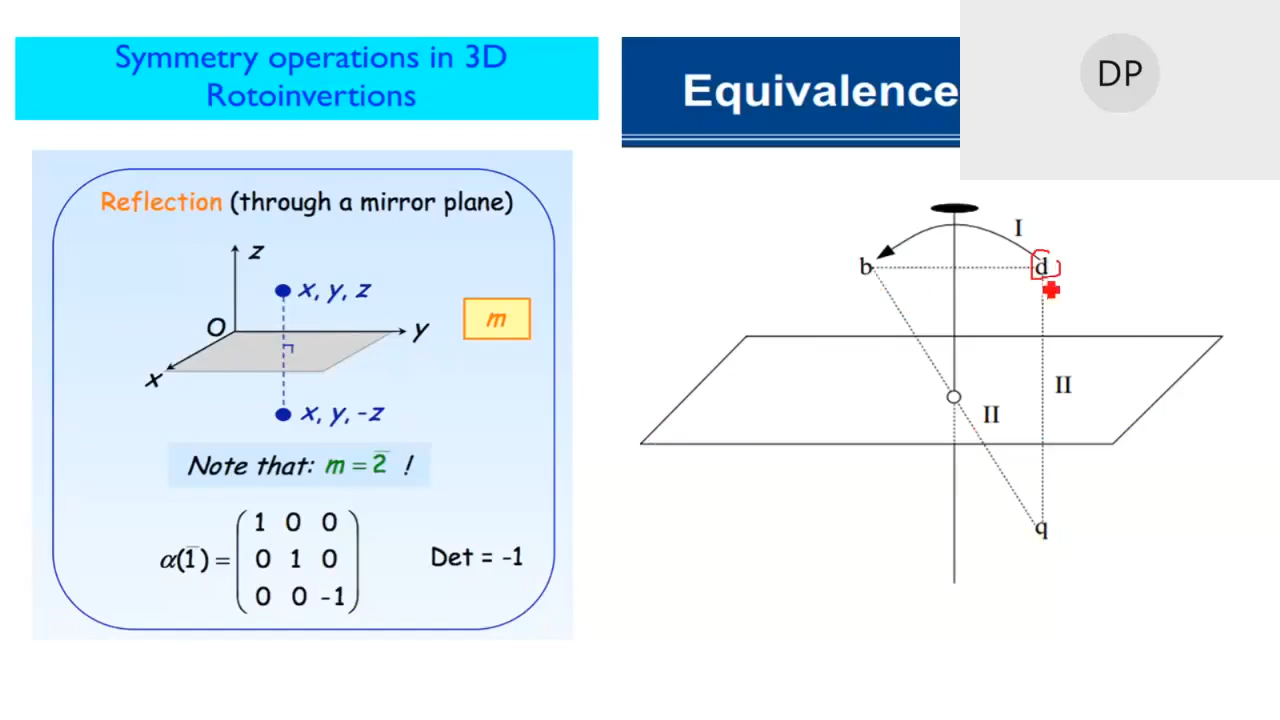 Symmetry operations in 3D
Rotoinvertions
Reflection (through a mirror plane)
z
x, y, z
m
O
y
x
x, y, -z
Note that: m = 2̅ !
α(1̅) =
1 0 0
0 1 0
0 0 -1
Det = -1
Equivalence
DP
I
b
d
II
II
q